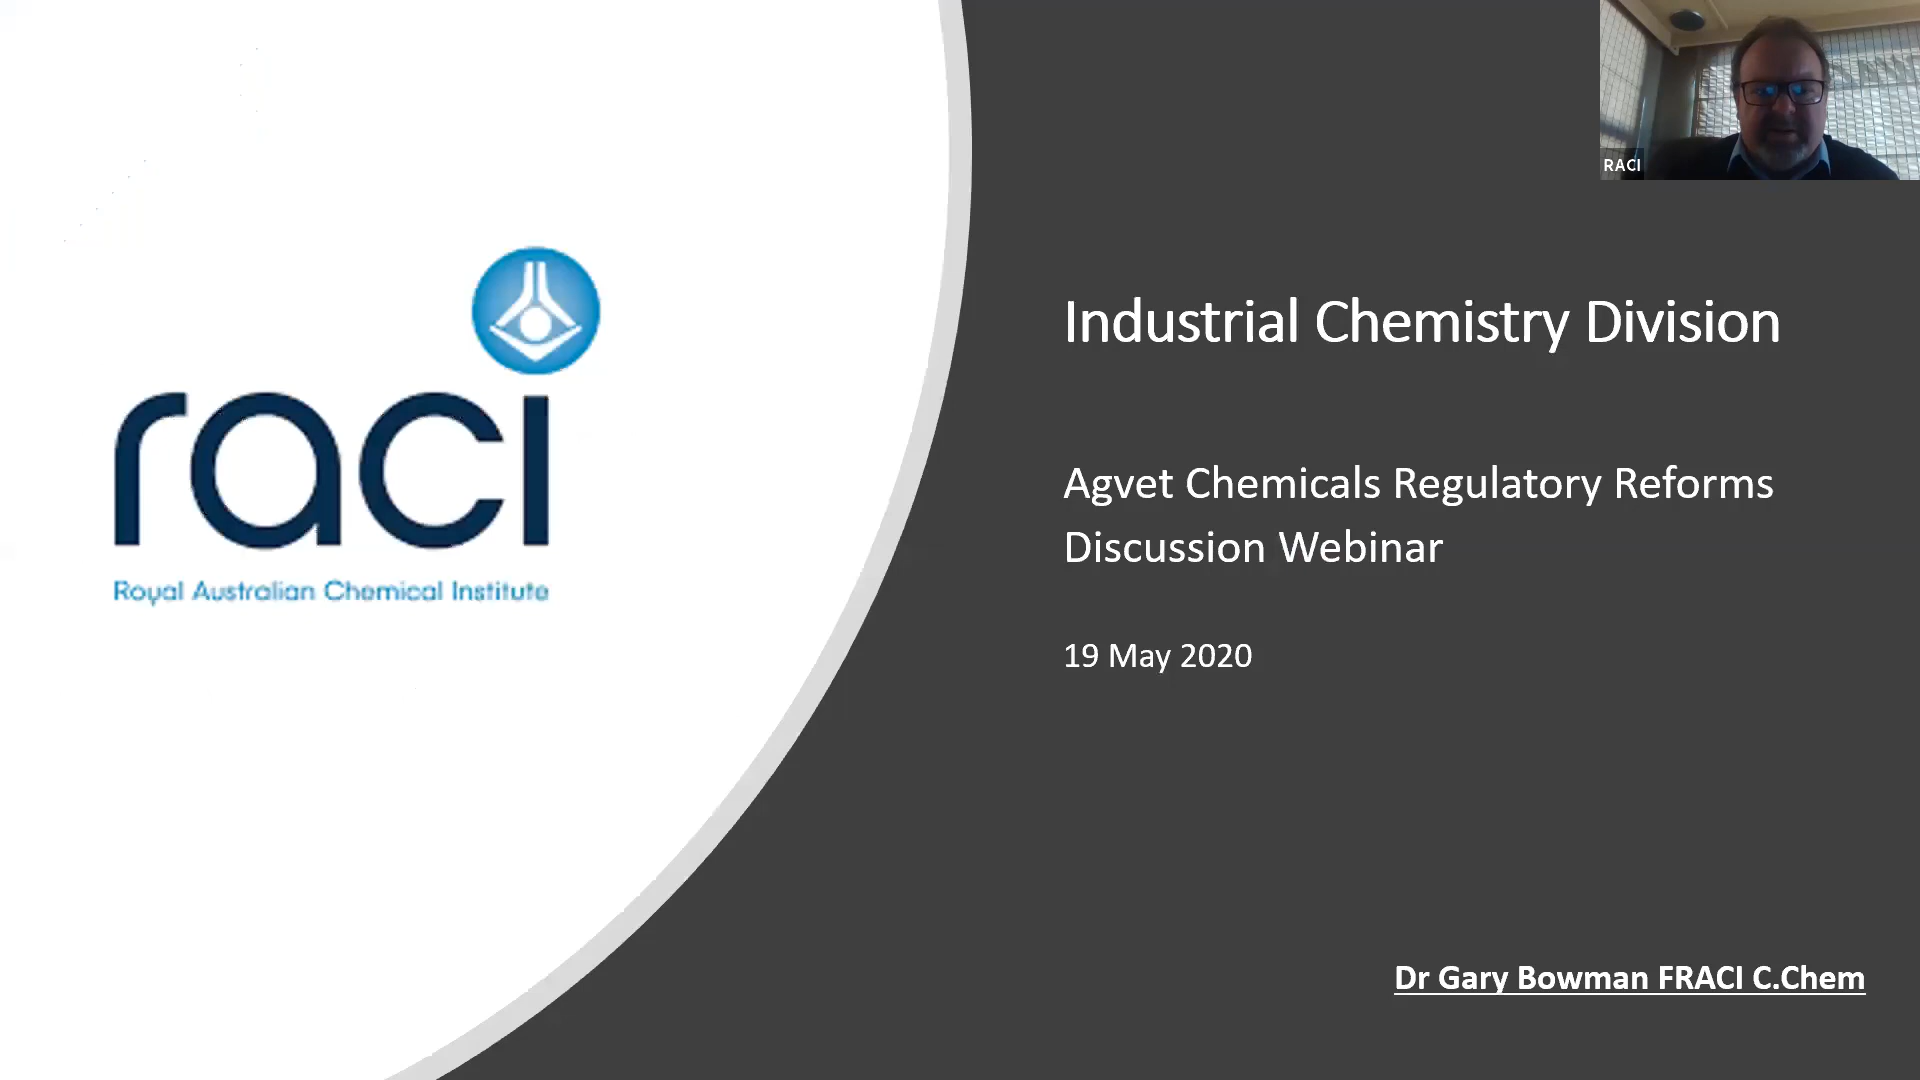 raci
Royal Australian Chemical Institute
RACI
Industrial Chemistry Division
Agvet Chemicals Regulatory Reforms
Discussion Webinar
19 May 2020
Dr Gary Bowman FRACI C.Chem